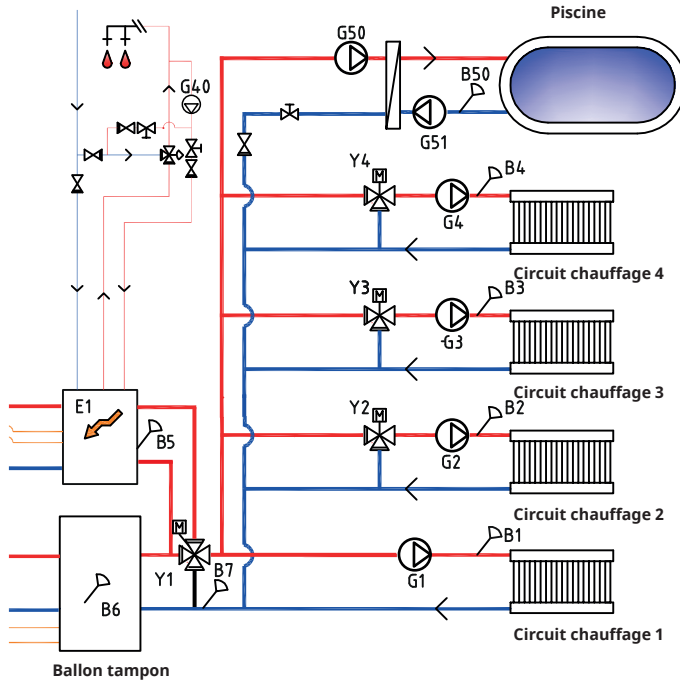 Piscine
G50
G40
B50
G51
Y4
B4
G4
Circuit chauffage 4
Y3
M
B3
G3
Circuit chauffage 3
Y2
M
B2
G2
Circuit chauffage 2
E1
B5
M
Y1
B7
B1
G1
B6
Circuit chauffage 1
Ballon tampon
M